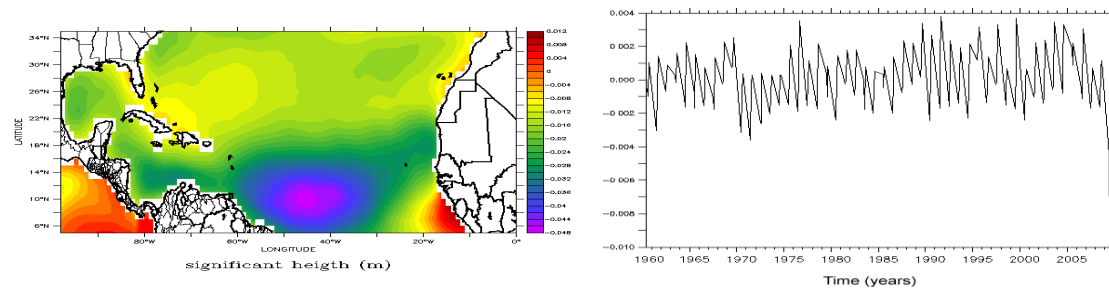 34°N
30°N
26°N
22°N
18°N
14°N
10°N
6°N
LATITUDE
80°W 60°W 40°W 20°W 0°
LONGITUDE
significant heigth (m)
0.012
0.008
0.004
0
-0.004
-0.008
-0.012
-0.016
-0.02
-0.024
-0.028
-0.032
-0.036
-0.04
-0.044
-0.048
0.004
0.002
0.000
-0.002
-0.004
-0.006
-0.008
-0.010
1960 1965 1970 1975 1980 1985 1990 1995 2000 2005
Time (years)